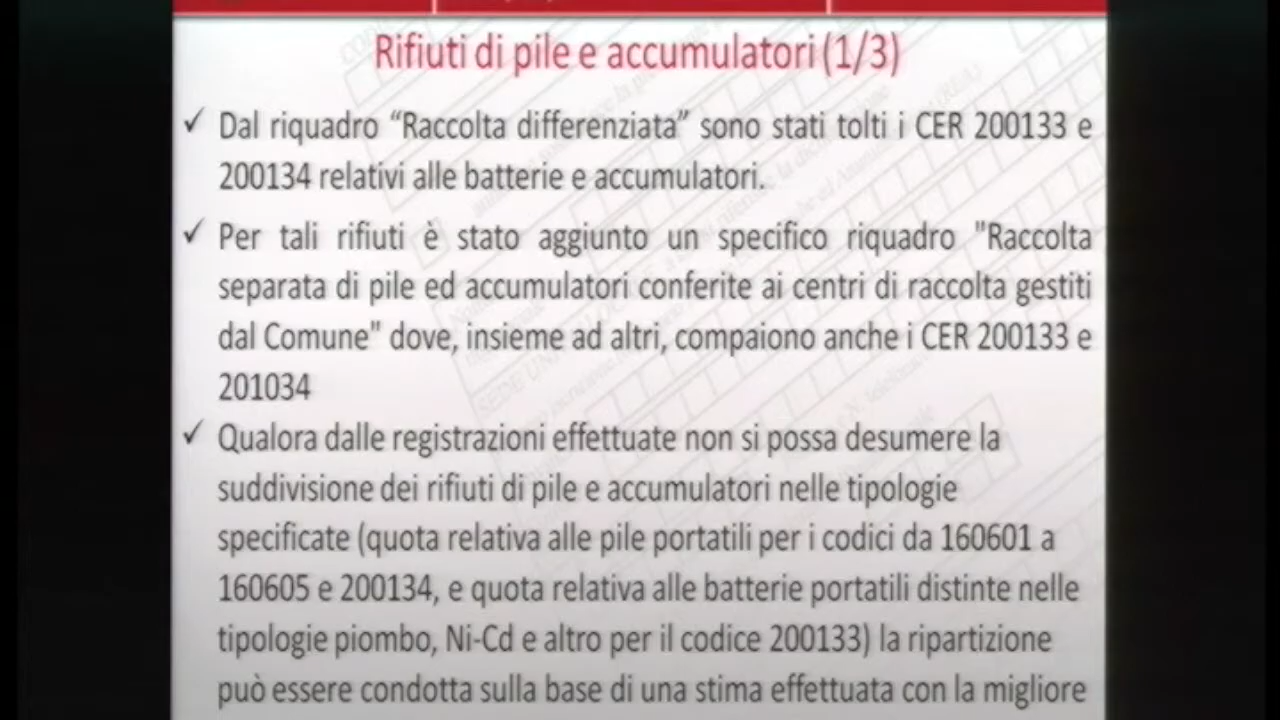 Rifiuti di pile e accumulatori (1/3)
✓ Dal riquadro “Raccolta differenziata” sono stati tolti i CER 200133 e
200134 relativi alle batterie e accumulatori.
✓ Per tali rifiuti è stato aggiunto un specifico riquadro "Raccolta
separata di pile ed accumulatori conferite ai centri di raccolta gestiti
dal Comune" dove, insieme ad altri, compaiono anche i CER 200133 e
201034
✓ Qualora dalle registrazioni effettuate non si possa desumere la
suddivisione dei rifiuti di pile e accumulatori nelle tipologie
specificate (quota relativa alle pile portatili per i codici da 160601 a
160605 e 200134, e quota relativa alle batterie portatili distinte nelle
tipologie piombo, Ni-Cd e altro per il codice 200133) la ripartizione
può essere condotta sulla base di una stima effettuata con la migliore